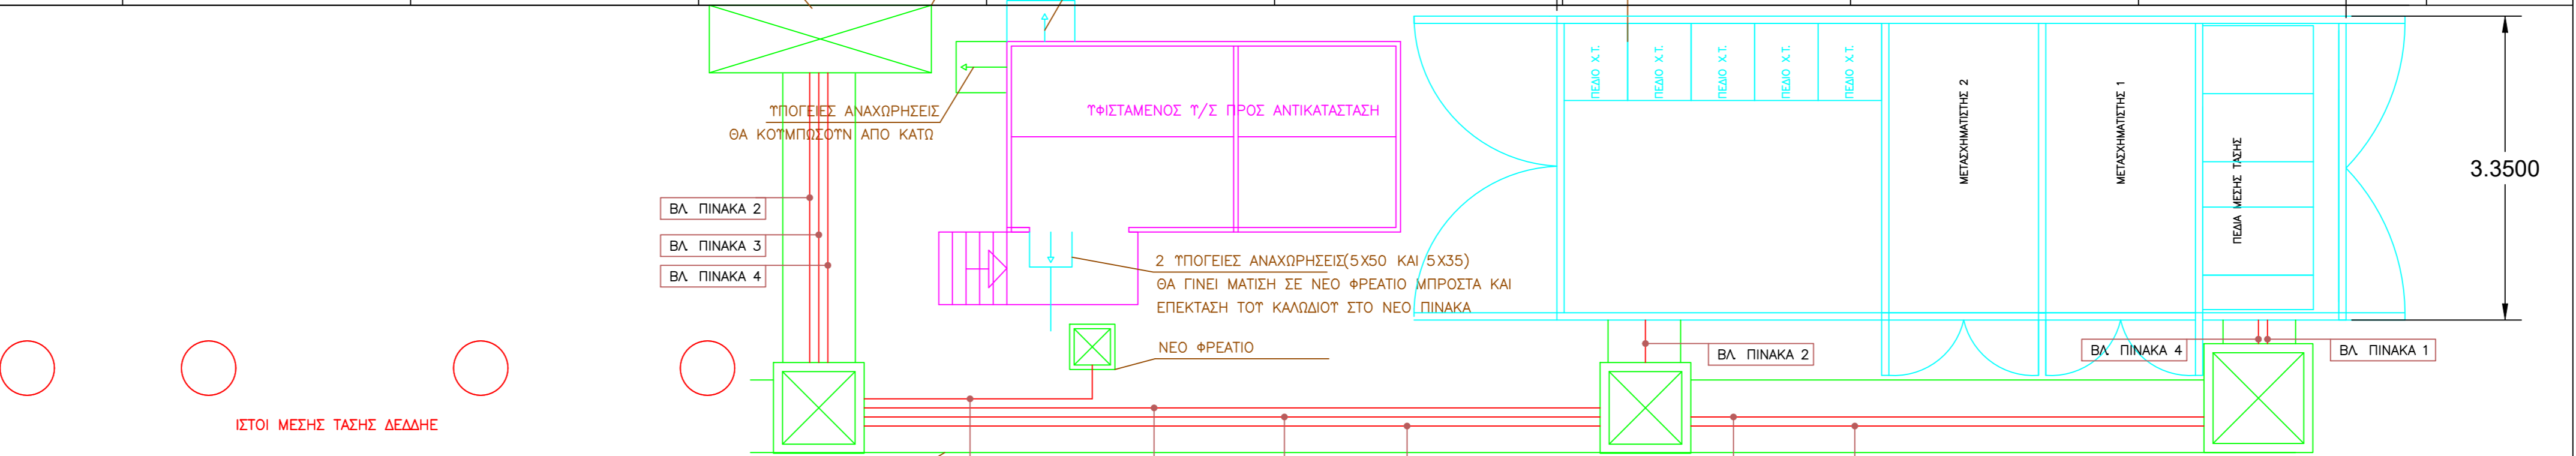 ΥΠΟΓΕΙΕΣ ΑΝΑΧΩΡΗΣΕΙΣ
ΘΑ ΚΟΥΜΠΩΣΟΥΝ ΑΠΟ ΚΑΤΩ
ΥΦΙΣΤΑΜΕΝΟΣ Υ/Σ ΠΡΟΣ ΑΝΤΙΚΑΤΑΣΤΑΣΗ
ΠΕΔΙΟ Χ.Τ.
ΠΕΔΙΟ Χ.Τ.
ΠΕΔΙΟ Χ.Τ.
ΠΕΔΙΟ Χ.Τ.
ΠΕΔΙΟ Χ.Τ.
ΜΕΤΑΣΧΗΜΑΤΙΣΤΗΣ 2
ΜΕΤΑΣΧΗΜΑΤΙΣΤΗΣ 1
ΠΕΔΙΑ ΜΕΣΗΣ ΤΑΣΗΣ
3.3500
ΒΛ. ΠΙΝΑΚΑ 2
ΒΛ. ΠΙΝΑΚΑ 3
ΒΛ. ΠΙΝΑΚΑ 4
2 ΥΠΟΓΕΙΕΣ ΑΝΑΧΩΡΗΣΕΙΣ(5Χ50 ΚΑΙ 5Χ35)
ΘΑ ΓΙΝΕΙ ΜΑΤΙΣΗ ΣΕ ΝΕΟ ΦΡΕΑΤΙΟ ΜΠΡΟΣΤΑ ΚΑΙ
ΕΠΕΚΤΑΣΗ ΤΟΥ ΚΑΛΩΔΙΟΥ ΣΤΟ ΝΕΟ ΠΙΝΑΚΑ
ΝΕΟ ΦΡΕΑΤΙΟ
ΒΛ. ΠΙΝΑΚΑ 2
ΒΛ. ΠΙΝΑΚΑ 4
ΒΛ. ΠΙΝΑΚΑ 1
ΙΣΤΟΙ ΜΕΣΗΣ ΤΑΣΗΣ ΔΕΔΔΗΕ